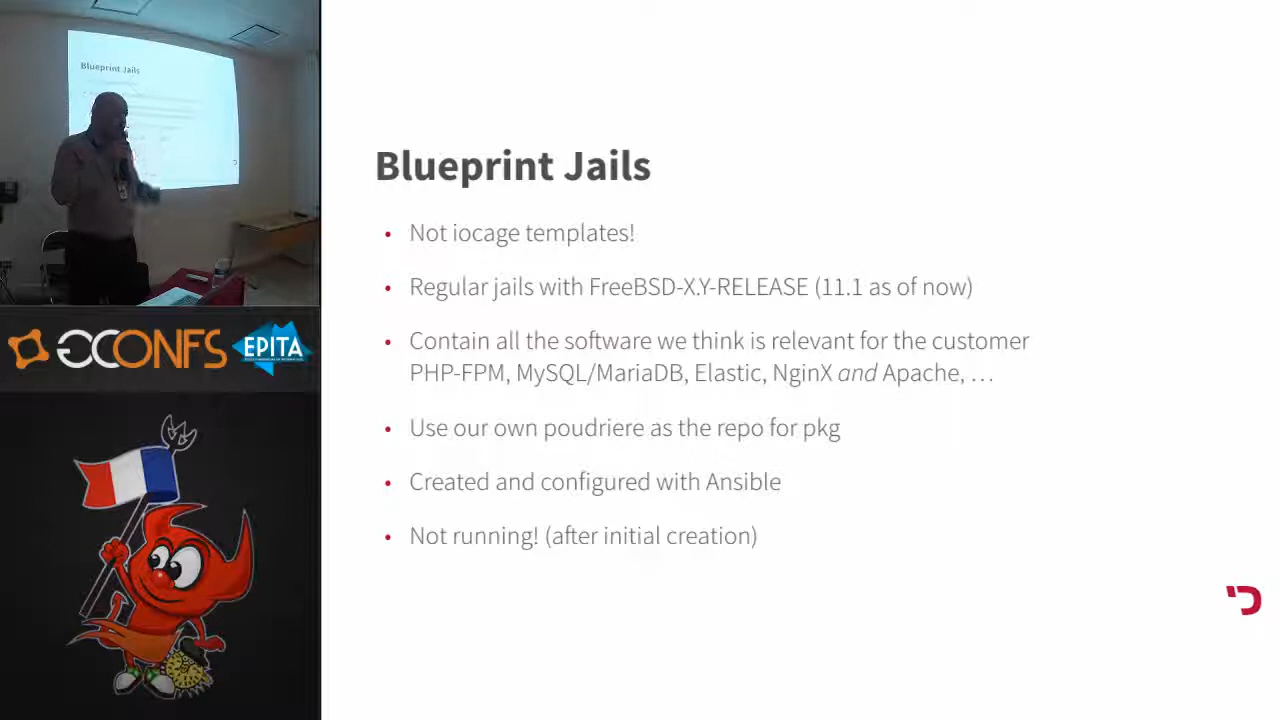 Blueprint Jails
GCONFS
EPITA
Blueprint Jails
• Not iocage templates!
• Regular jails with FreeBSD-X.Y-RELEASE (11.1 as of now)
• Contain all the software we think is relevant for the customer
PHP-FPM, MySQL/MariaDB, Elastic, NginX and Apache, …
• Use our own poudriere as the repo for pkg
• Created and configured with Ansible
• Not running! (after initial creation)